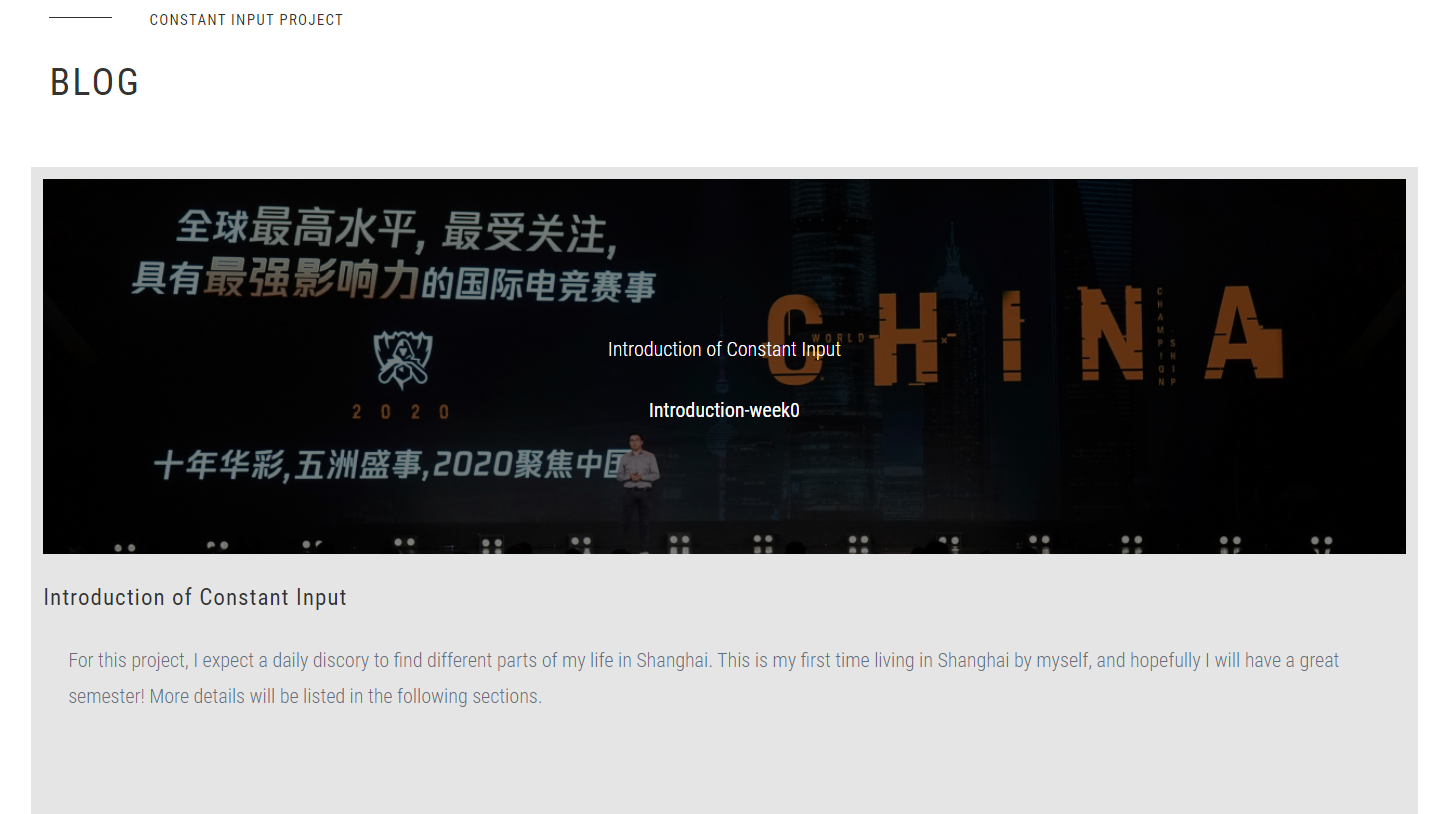 CONSTANT INPUT PROJECT
BLOG
全球最高水平, 最受关注,
具有最强影响力的国际电竞赛事
CHINA
WORLD
CHAMPION
SHIP
2020
Introduction of Constant Input
Introduction-week0
十年华彩,五洲盛事,2020聚焦中国
Introduction of Constant Input
For this project, I expect a daily discory to find different parts of my life in Shanghai. This is my first time living in Shanghai by myself, and hopefully I will have a great
semester! More details will be listed in the following sections.